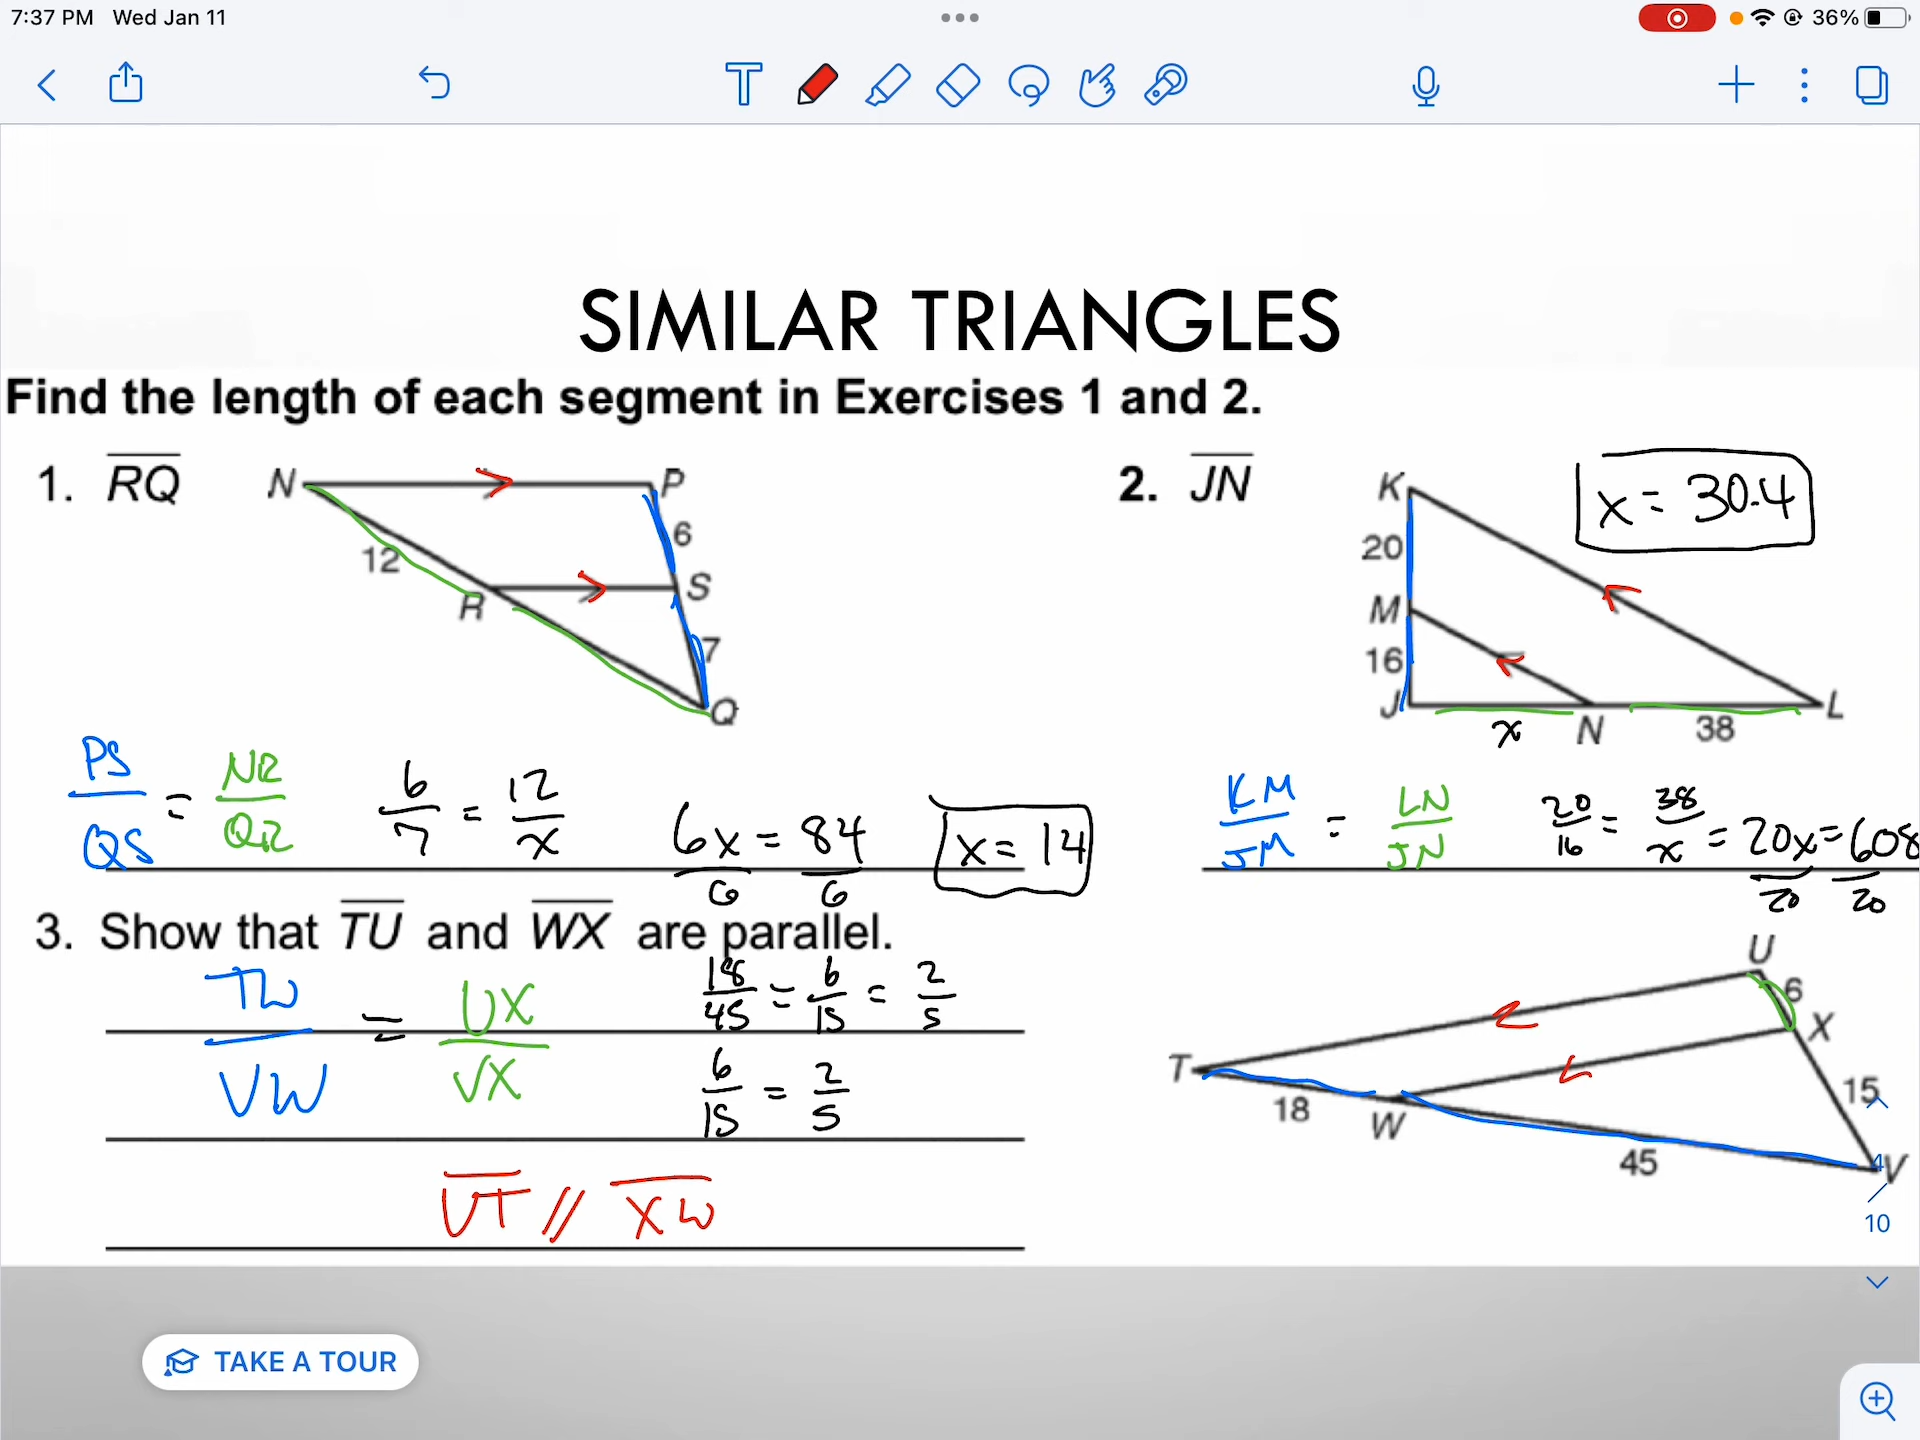 7:37 PM Wed Jan 11
36%
T
SIMILAR TRIANGLES
Find the length of each segment in Exercises 1 and 2.
1. RQ
N
P
6
12
S
R
7
Q
PS/QS = NR/QR
6/7 = 12/x
6x/6 = 84/6
x = 14
2. JN
K
x = 30.4
20
M
16
J
x
N
38
L
KM/JM = LN/JN
20/16 = 38/x = 20x/20 = 608/20
3. Show that TU and WX are parallel.
TW/VW = UX/VX
18/45 = 6/15 = 2/5
6/15 = 2/5
UT // XW
U
6
X
T
18
W
15
45
V
4
/
10
TAKE A TOUR